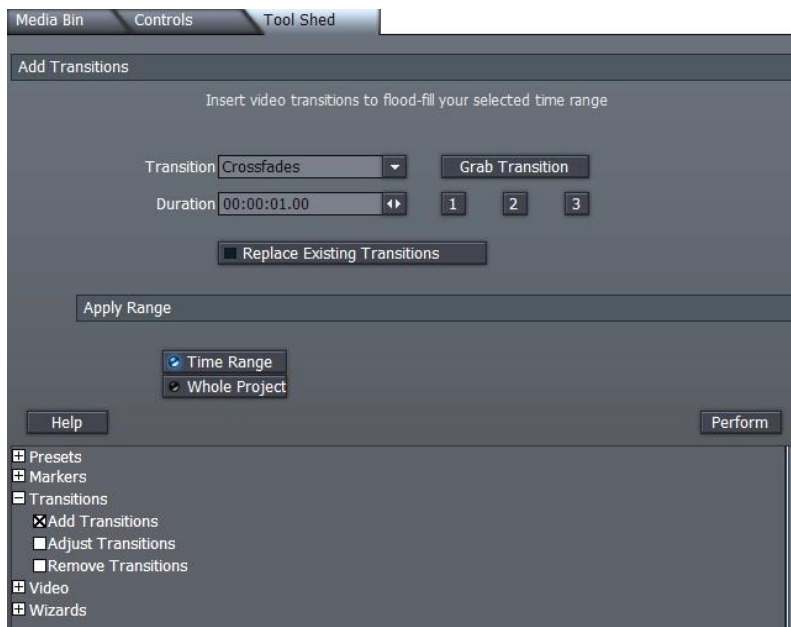 Media Bin Controls Tool Shed
Add Transitions
Insert video transitions to flood-fill your selected time range
Transition Crossfades Grab Transition
Duration 00:00:01.00 1 2 3
Replace Existing Transitions
Apply Range
Time Range
Whole Project
Help Perform
Presets
Markers
Transitions
Add Transitions
Adjust Transitions
Remove Transitions
Video
Wizards